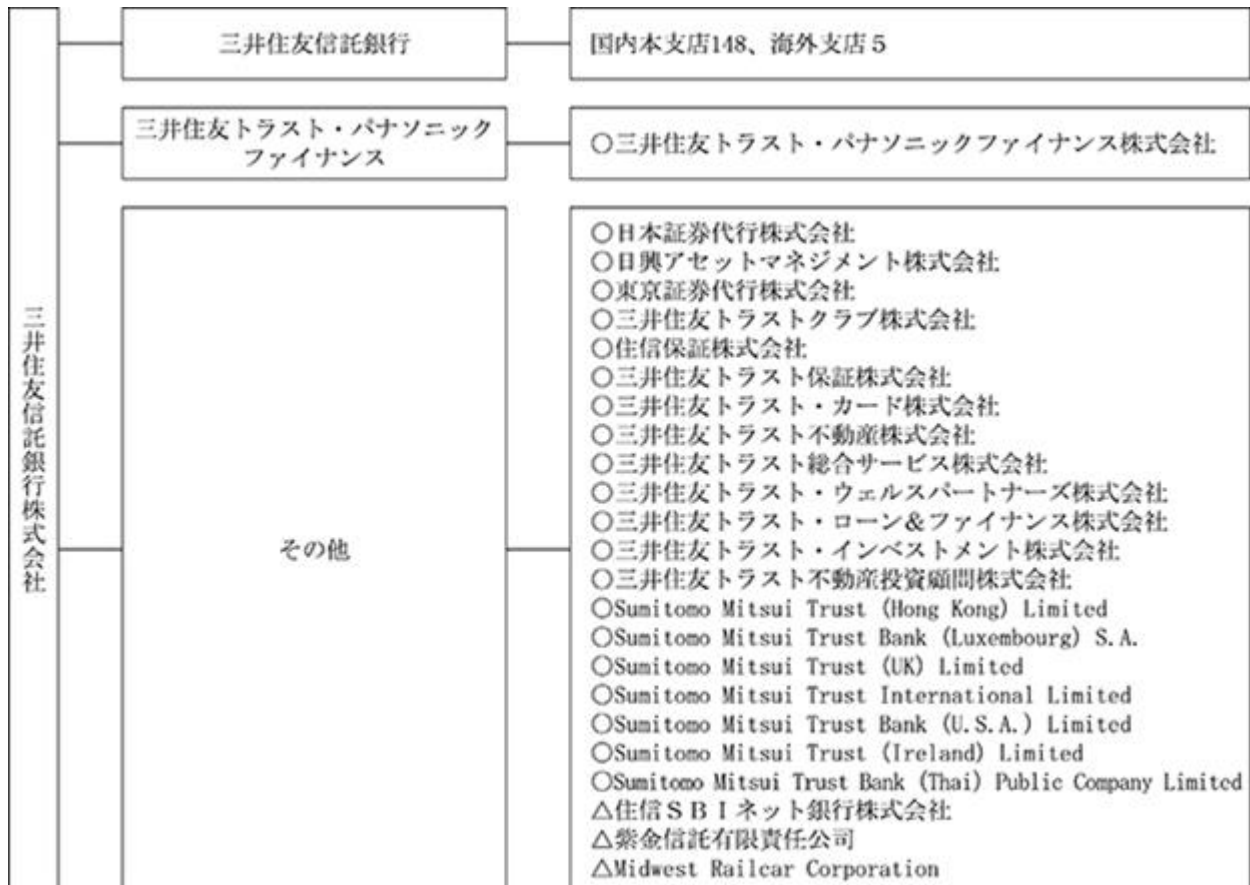 三井住友信託銀行株式会社
三井住友信託銀行
国内本支店148、海外支店５
三井住友トラスト・パナソニック
ファイナンス
○三井住友トラスト・パナソニックファイナンス株式会社
その他
○日本証券代行株式会社
○日興アセットマネジメント株式会社
○東京証券代行株式会社
○三井住友トラストクラブ株式会社
○住信保証株式会社
○三井住友トラスト保証株式会社
○三井住友トラスト・カード株式会社
○三井住友トラスト不動産株式会社
○三井住友トラスト総合サービス株式会社
○三井住友トラスト・ウェルスパートナーズ株式会社
○三井住友トラスト・ローン＆ファイナンス株式会社
○三井住友トラスト・インベストメント株式会社
○三井住友トラスト不動産投資顧問株式会社
○Sumitomo Mitsui Trust (Hong Kong) Limited
○Sumitomo Mitsui Trust Bank (Luxembourg) S.A.
○Sumitomo Mitsui Trust (UK) Limited
○Sumitomo Mitsui Trust International Limited
○Sumitomo Mitsui Trust Bank (U.S.A.) Limited
○Sumitomo Mitsui Trust (Ireland) Limited
○Sumitomo Mitsui Trust Bank (Thai) Public Company Limited
△住信ＳＢＩネット銀行株式会社
△紫金信託有限責任公司
△Midwest Railcar Corporation